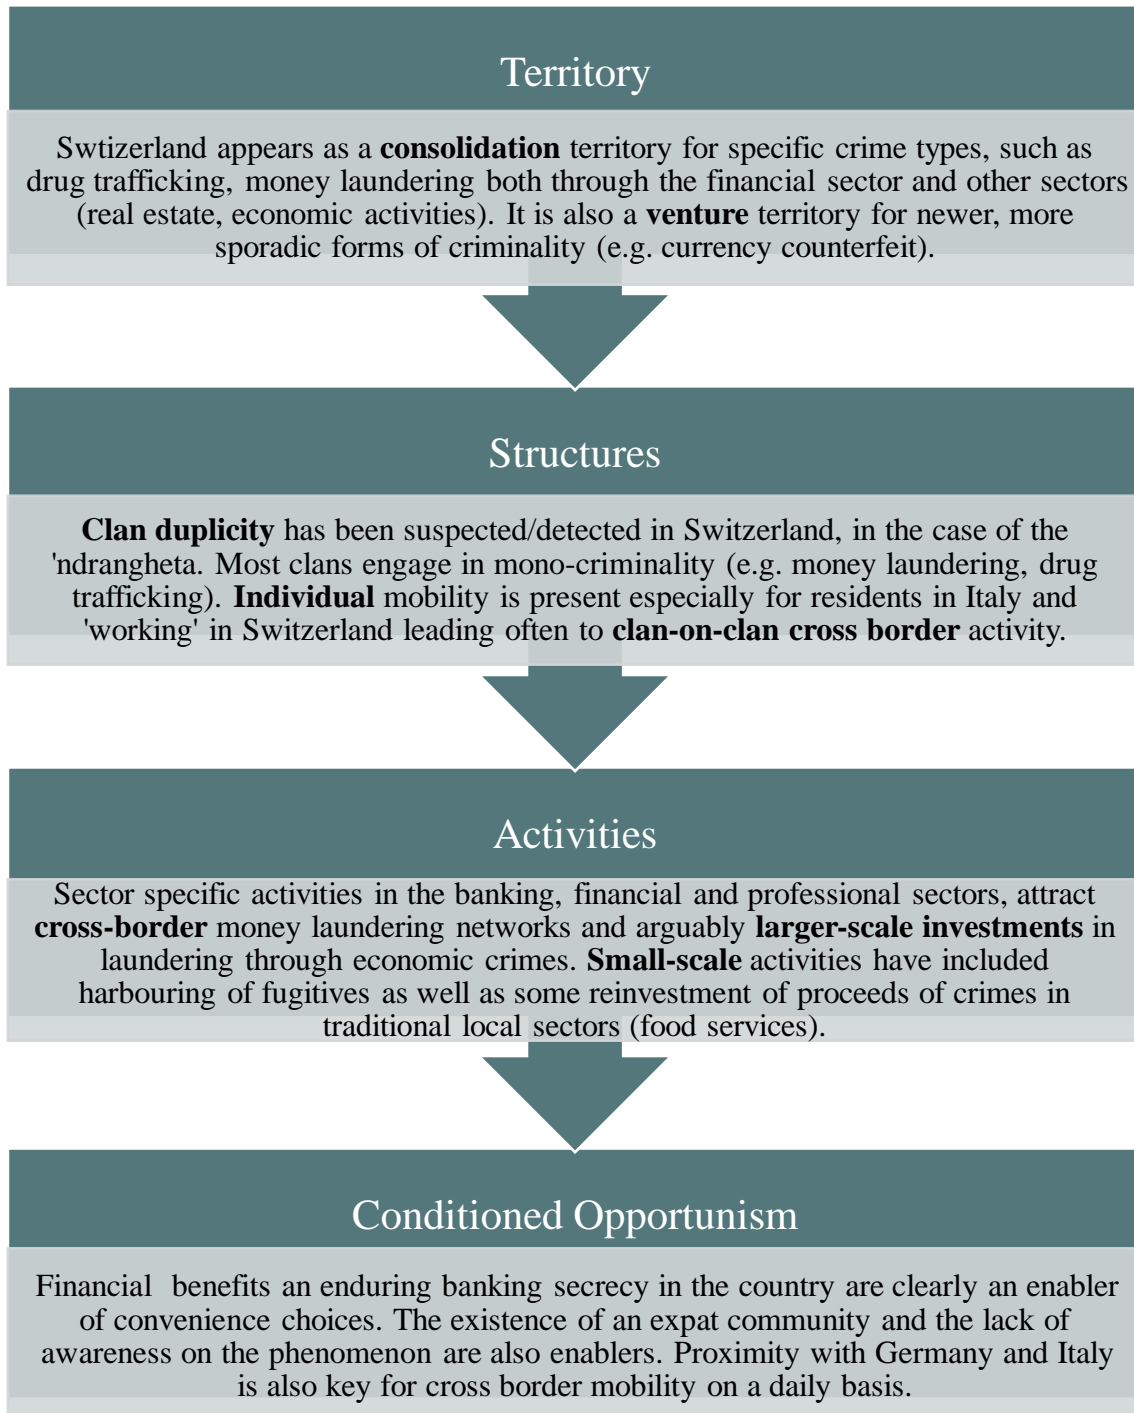 Territory
Swtizerland appears as a consolidation territory for specific crime types, such as
drug trafficking, money laundering both through the financial sector and other sectors
(real estate, economic activities). It is also a venture territory for newer, more
sporadic forms of criminality (e.g. currency counterfeit).
Structures
Clan duplicity has been suspected/detected in Switzerland, in the case of the
'ndrangheta. Most clans engage in mono-criminality (e.g. money laundering, drug
trafficking). Individual mobility is present especially for residents in Italy and
'working' in Switzerland leading often to clan-on-clan cross border activity.
Activities
Sector specific activities in the banking, financial and professional sectors, attract
cross-border money laundering networks and arguably larger-scale investments in
laundering through economic crimes. Small-scale activities have included
harbouring of fugitives as well as some reinvestment of proceeds of crimes in
traditional local sectors (food services).
Conditioned Opportunism
Financial benefits an enduring banking secrecy in the country are clearly an enabler
of convenience choices. The existence of an expat community and the lack of
awareness on the phenomenon are also enablers. Proximity with Germany and Italy
is also key for cross border mobility on a daily basis.